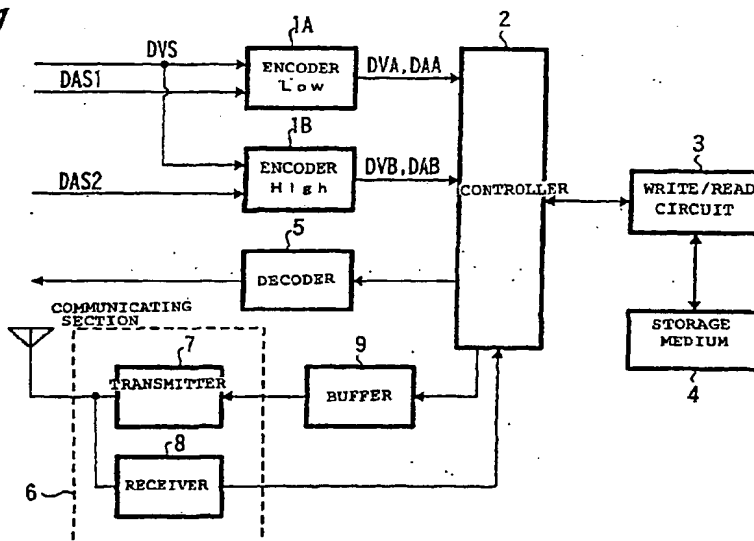 1A
2
DVS
ENCODER
Low
DVA,DAA
DAS1
1B
ENCODER
High
DVB,DAB
DAS2
CONTROLLER
3
WRITE/READ
CIRCUIT
5
DECODER
COMMUNICATING
SECTION
7
TRANSMITTER
9
BUFFER
STORAGE
MEDIUM
4
8
RECEIVER
6